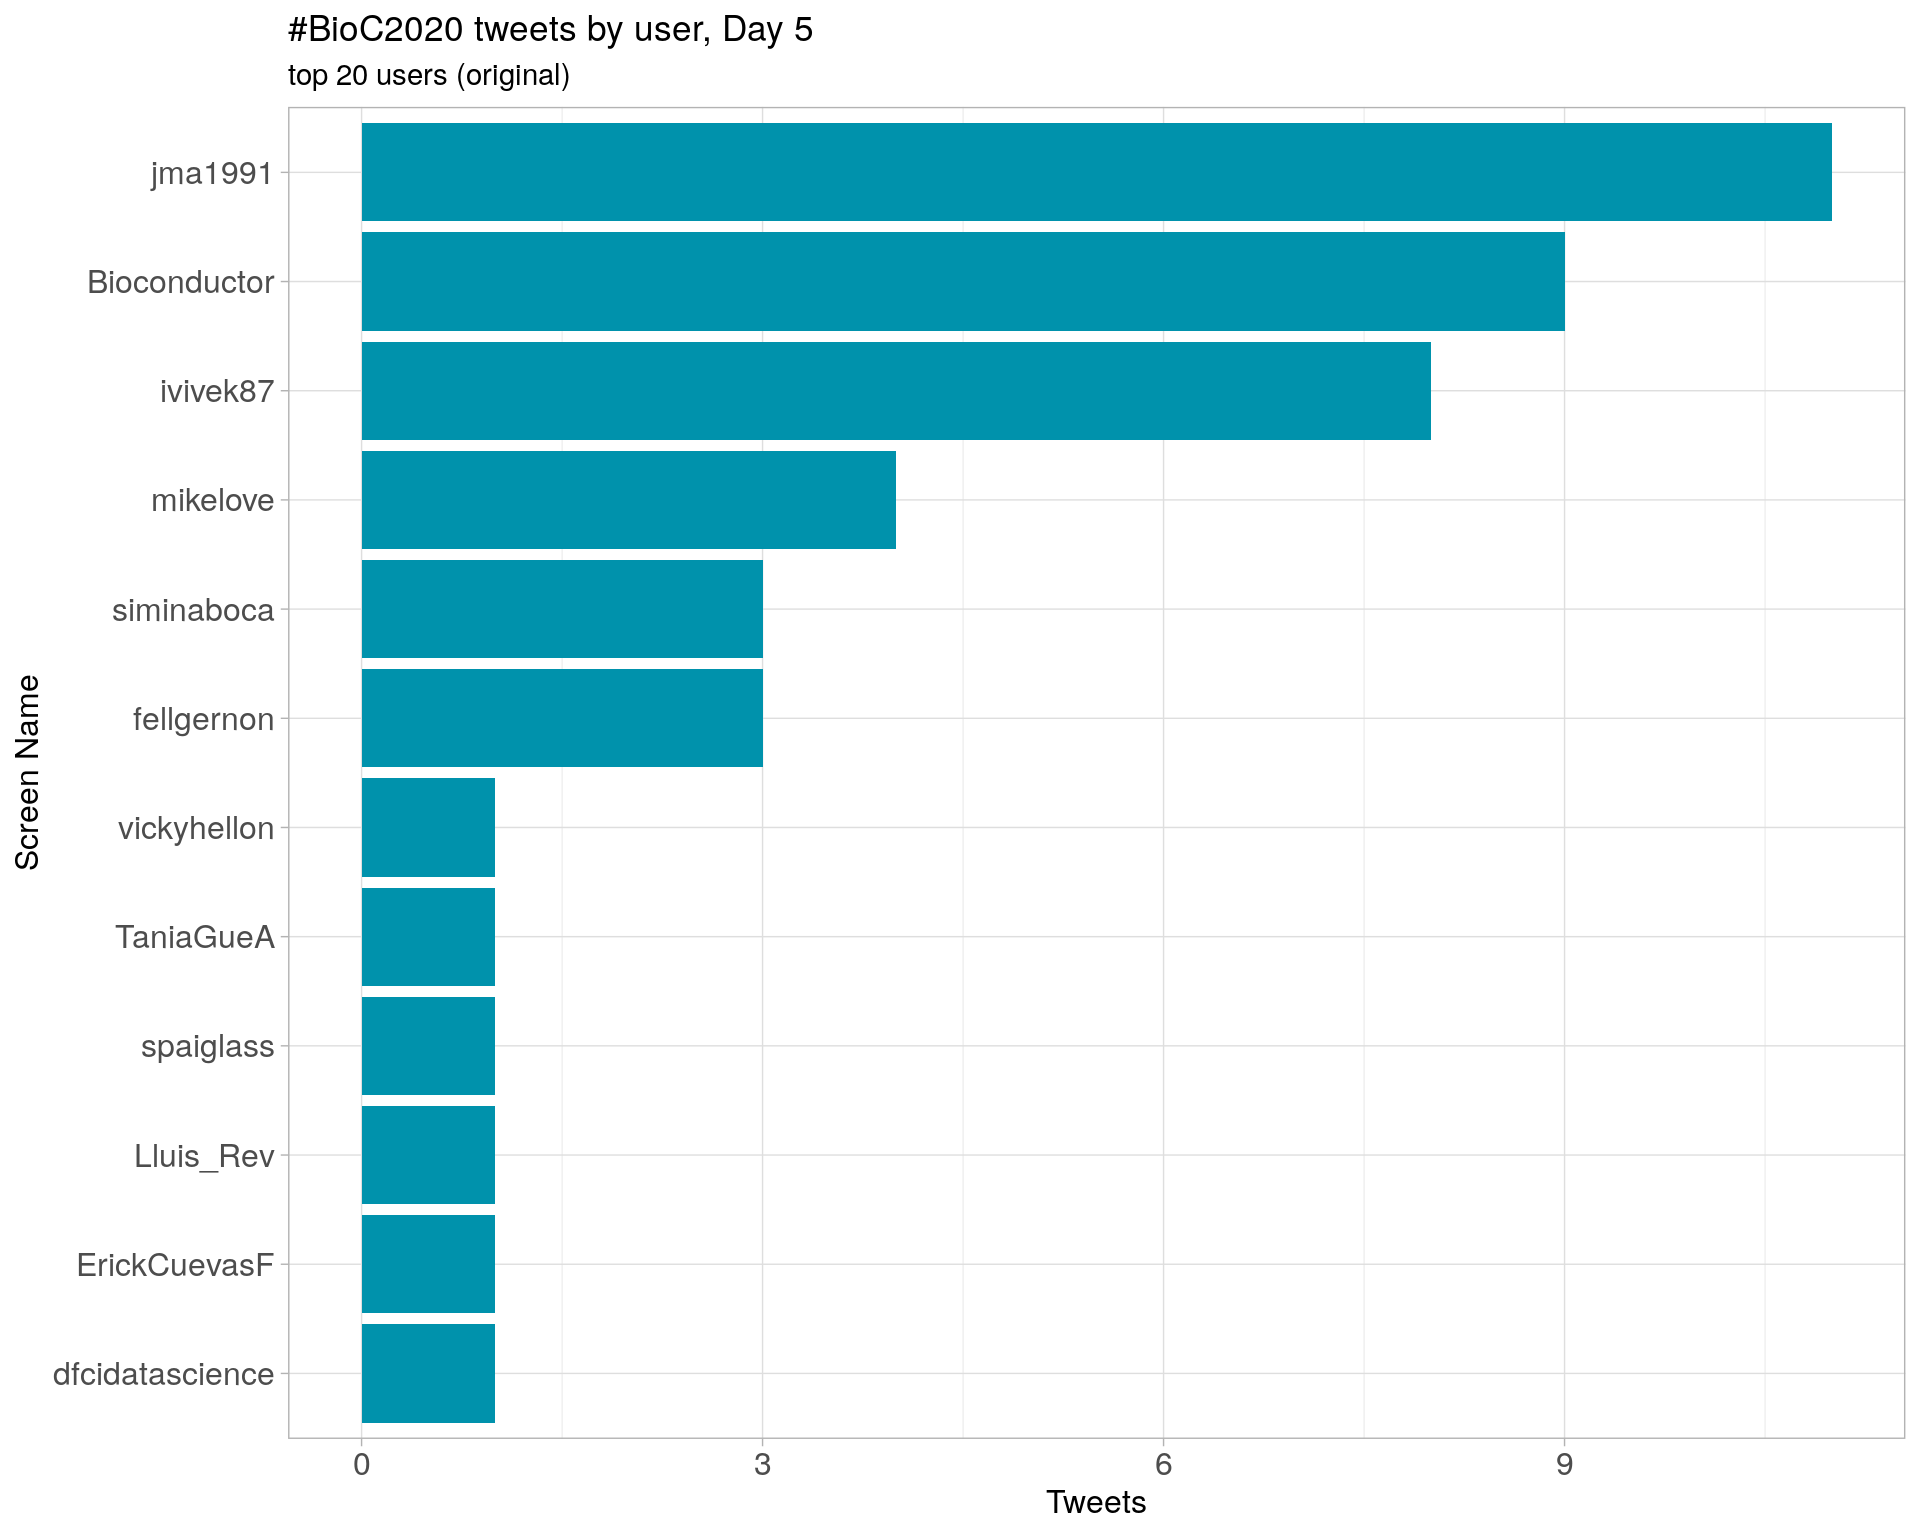 #BioC2020 tweets by user, Day 5
top 20 users (original)
jma1991
Bioconductor
ivivek87
mikelove
siminaboca
fellgernon
vickyhellon
TaniaGueA
spaiglass
Lluis_Rev
ErickCuevasF
dfcidatascience
Screen Name
0 3 6 9
Tweets